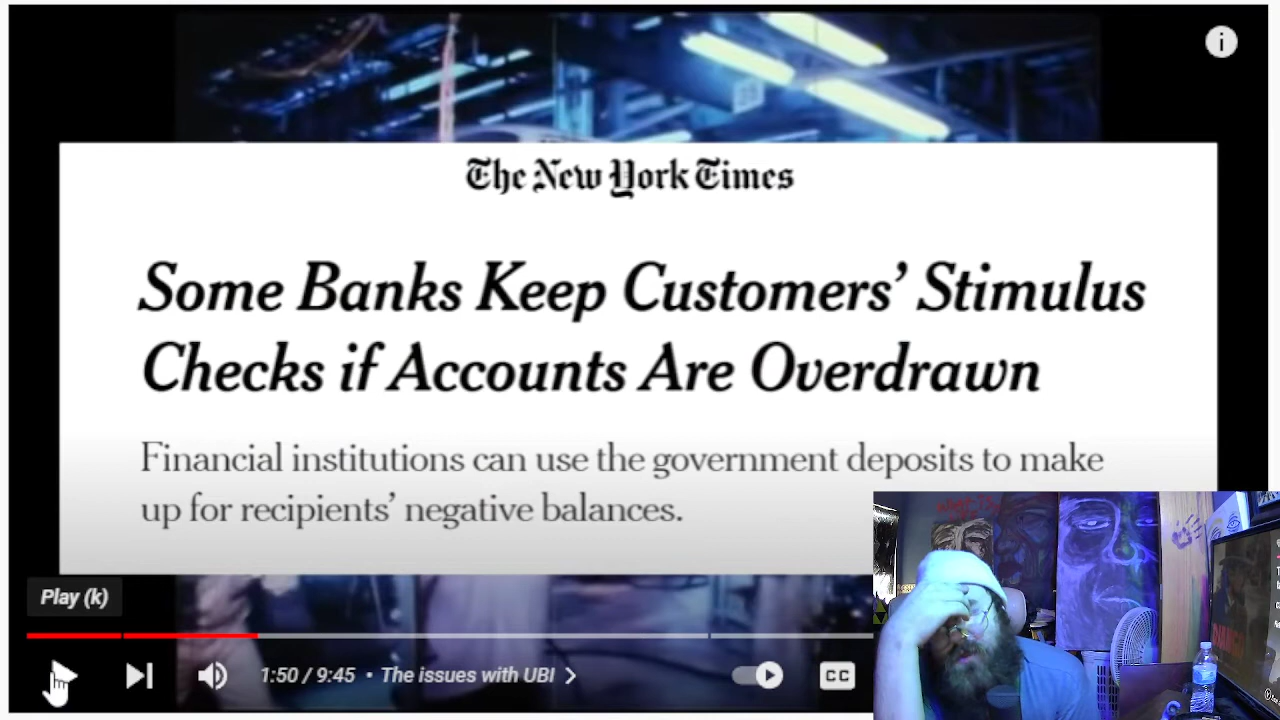 The New York Times
Some Banks Keep Customers' Stimulus
Checks if Accounts Are Overdrawn
Financial institutions can use the government deposits to make
up for recipients' negative balances.
Play (k)
1:50 / 9:45 • The issues with UBI
CC